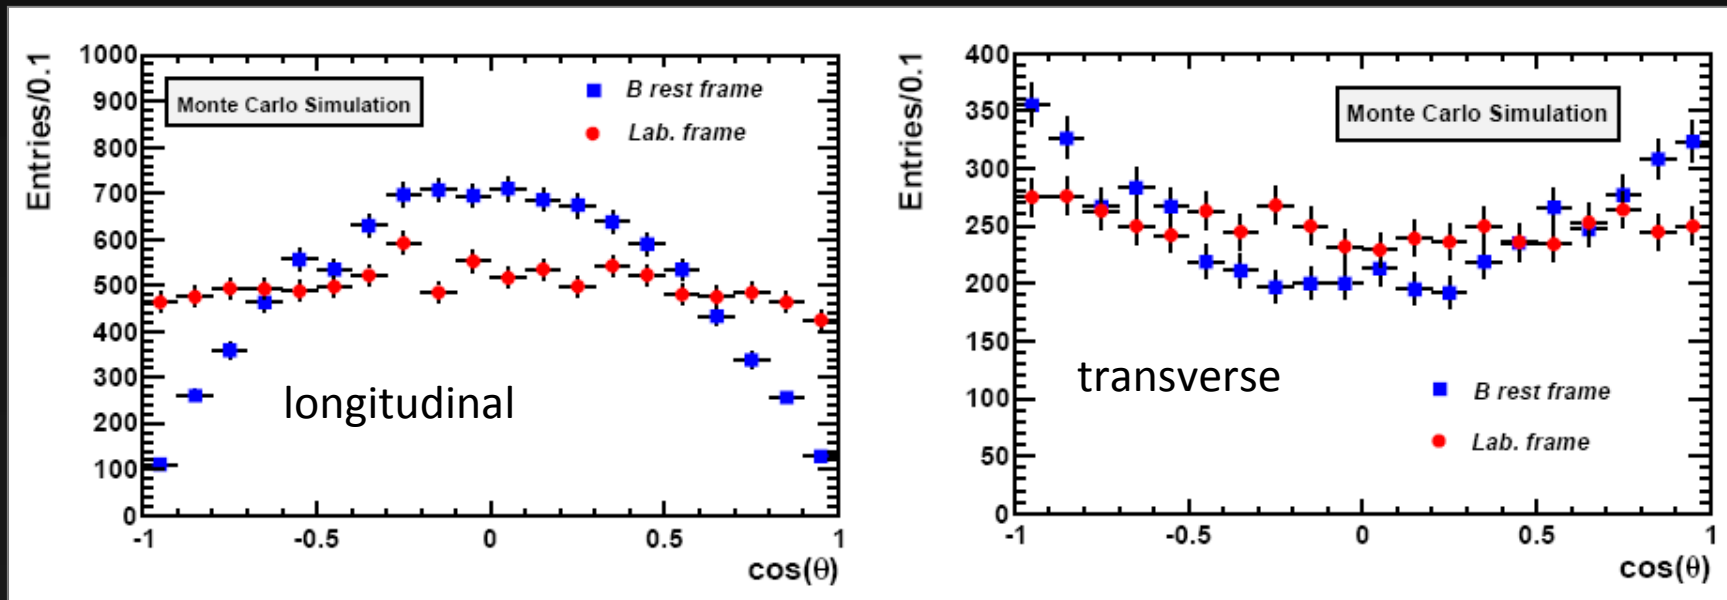 1000
900
800
700
600
500
400
300
200
100
0
Entries/0.1
Monte Carlo Simulation
B rest frame
Lab. frame
longitudinal
-1 -0.5 0 0.5 1
cos(θ)
400
350
300
250
200
150
100
50
0
Entries/0.1
Monte Carlo Simulation
transverse
B rest frame
Lab. frame
-1 -0.5 0 0.5 1
cos(θ)